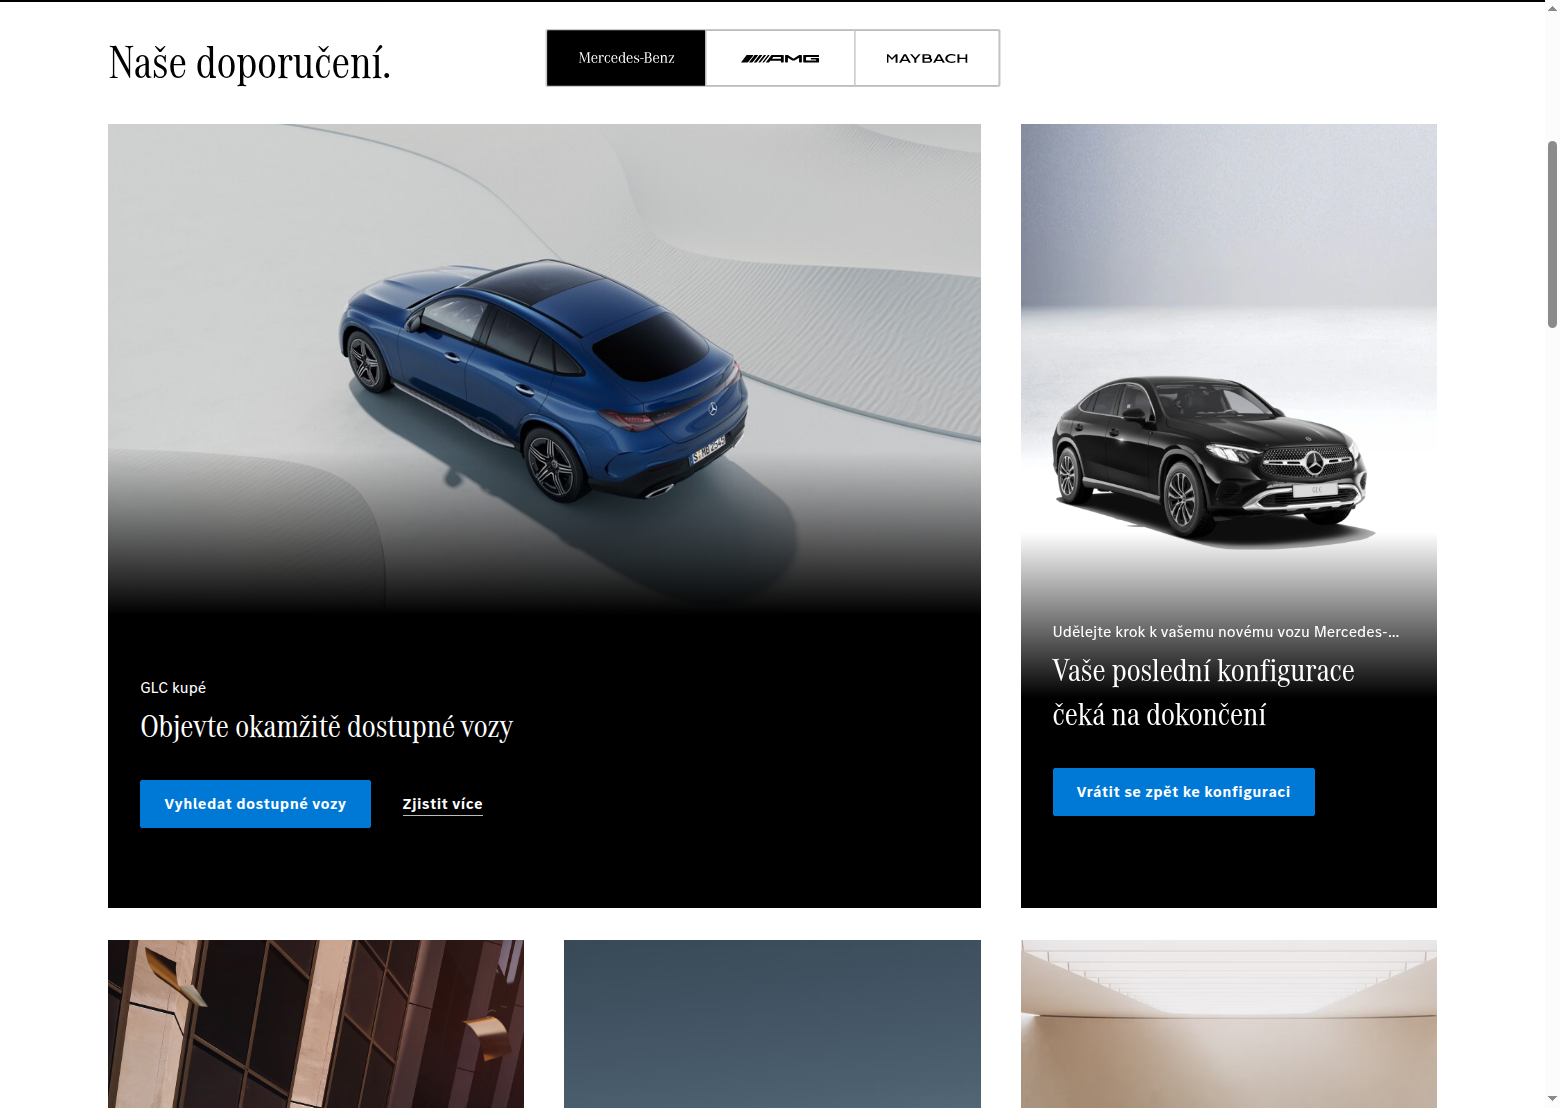 Naše doporučení.
Mercedes-Benz
AMG
MAYBACH
GLC kupé
Objevte okamžitě dostupné vozy
Vyhledat dostupné vozy
Zjistit více
GLC
Udělejte krok k vašemu novému vozu Mercedes-...
Vaše poslední konfigurace
čeká na dokončení
Vrátit se zpět ke konfiguraci